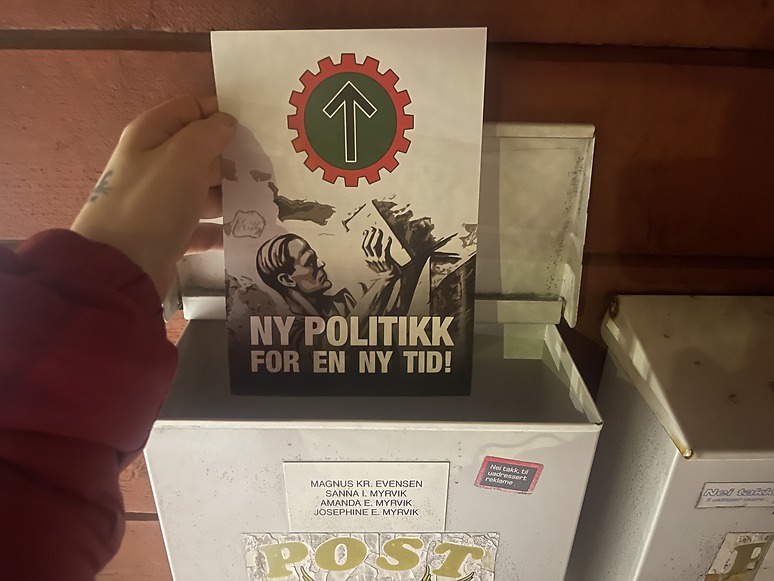 NY POLITIKK
FOR EN NY TID!
MAGNUS KR. EVENSEN
SANNA I. MYRVIK
AMANDA E. MYRVIK
JOSEPHINE E. MYRVIK
Nei takk, til
uadressert
reklame
POST
Nei takk
P